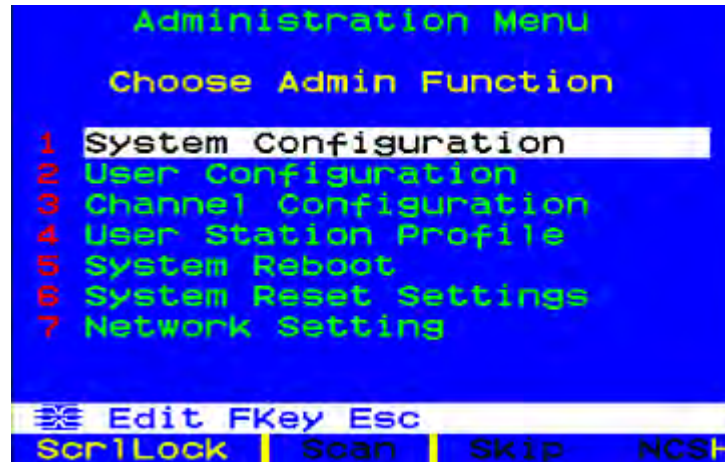 Administration Menu
Choose Admin Function
1 System Configuration
2 User Configuration
3 Channel Configuration
4 User Station Profile
5 System Reboot
6 System Reset Settings
7 Network Setting
Edit FKey Esc
ScrlLock Scan Skip NCSH